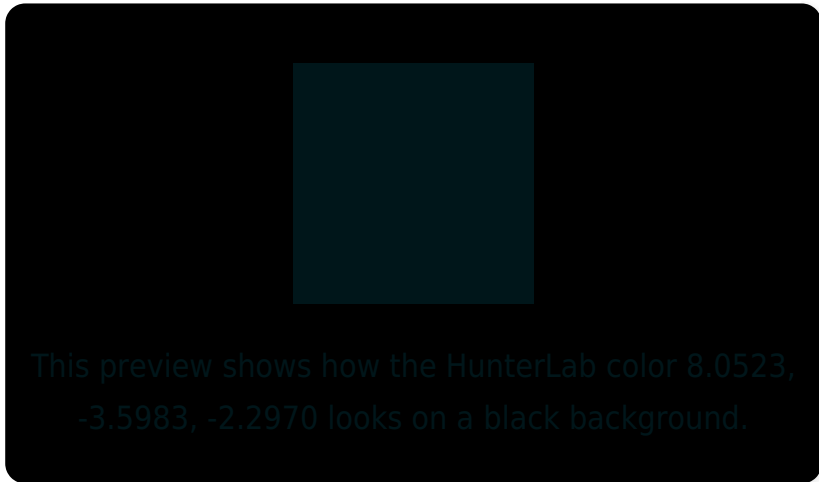 This preview shows how the HunterLab color 8.0523,
-3.5983, -2.2970 looks on a black background.